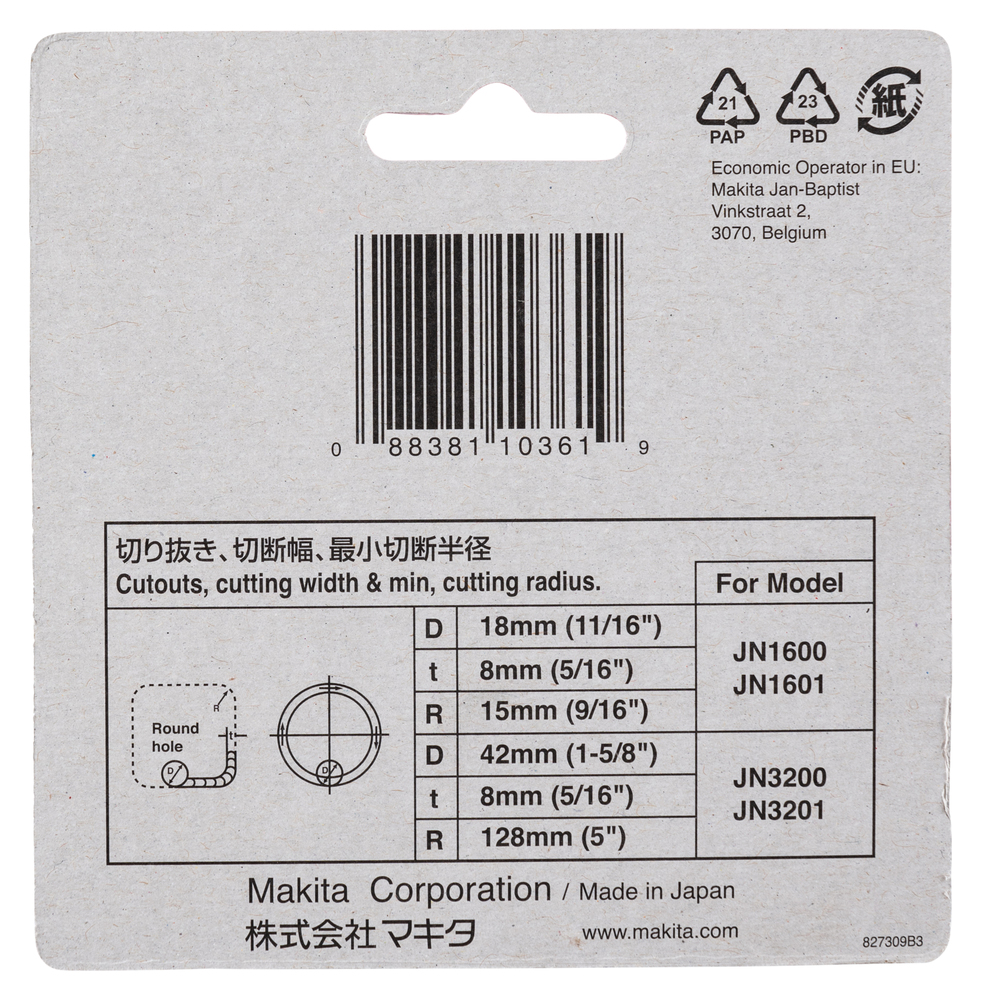 21
PAP
23
PBD
紙
Economic Operator in EU:
Makita Jan-Baptist
Vinkstraat 2,
3070, Belgium
0 88381 10361 9
切り抜き、切断幅、最小切断半径
Cutouts, cutting width & min, cutting radius.
For Model
D 18mm (11/16")
t 8mm (5/16")
R 15mm (9/16")
JN1600
JN1601
D 42mm (1-5/8")
t 8mm (5/16")
R 128mm (5")
JN3200
JN3201
R
Round
hole
t
D
D
Makita Corporation / Made in Japan
株式会社マキタ www.makita.com
827309B3